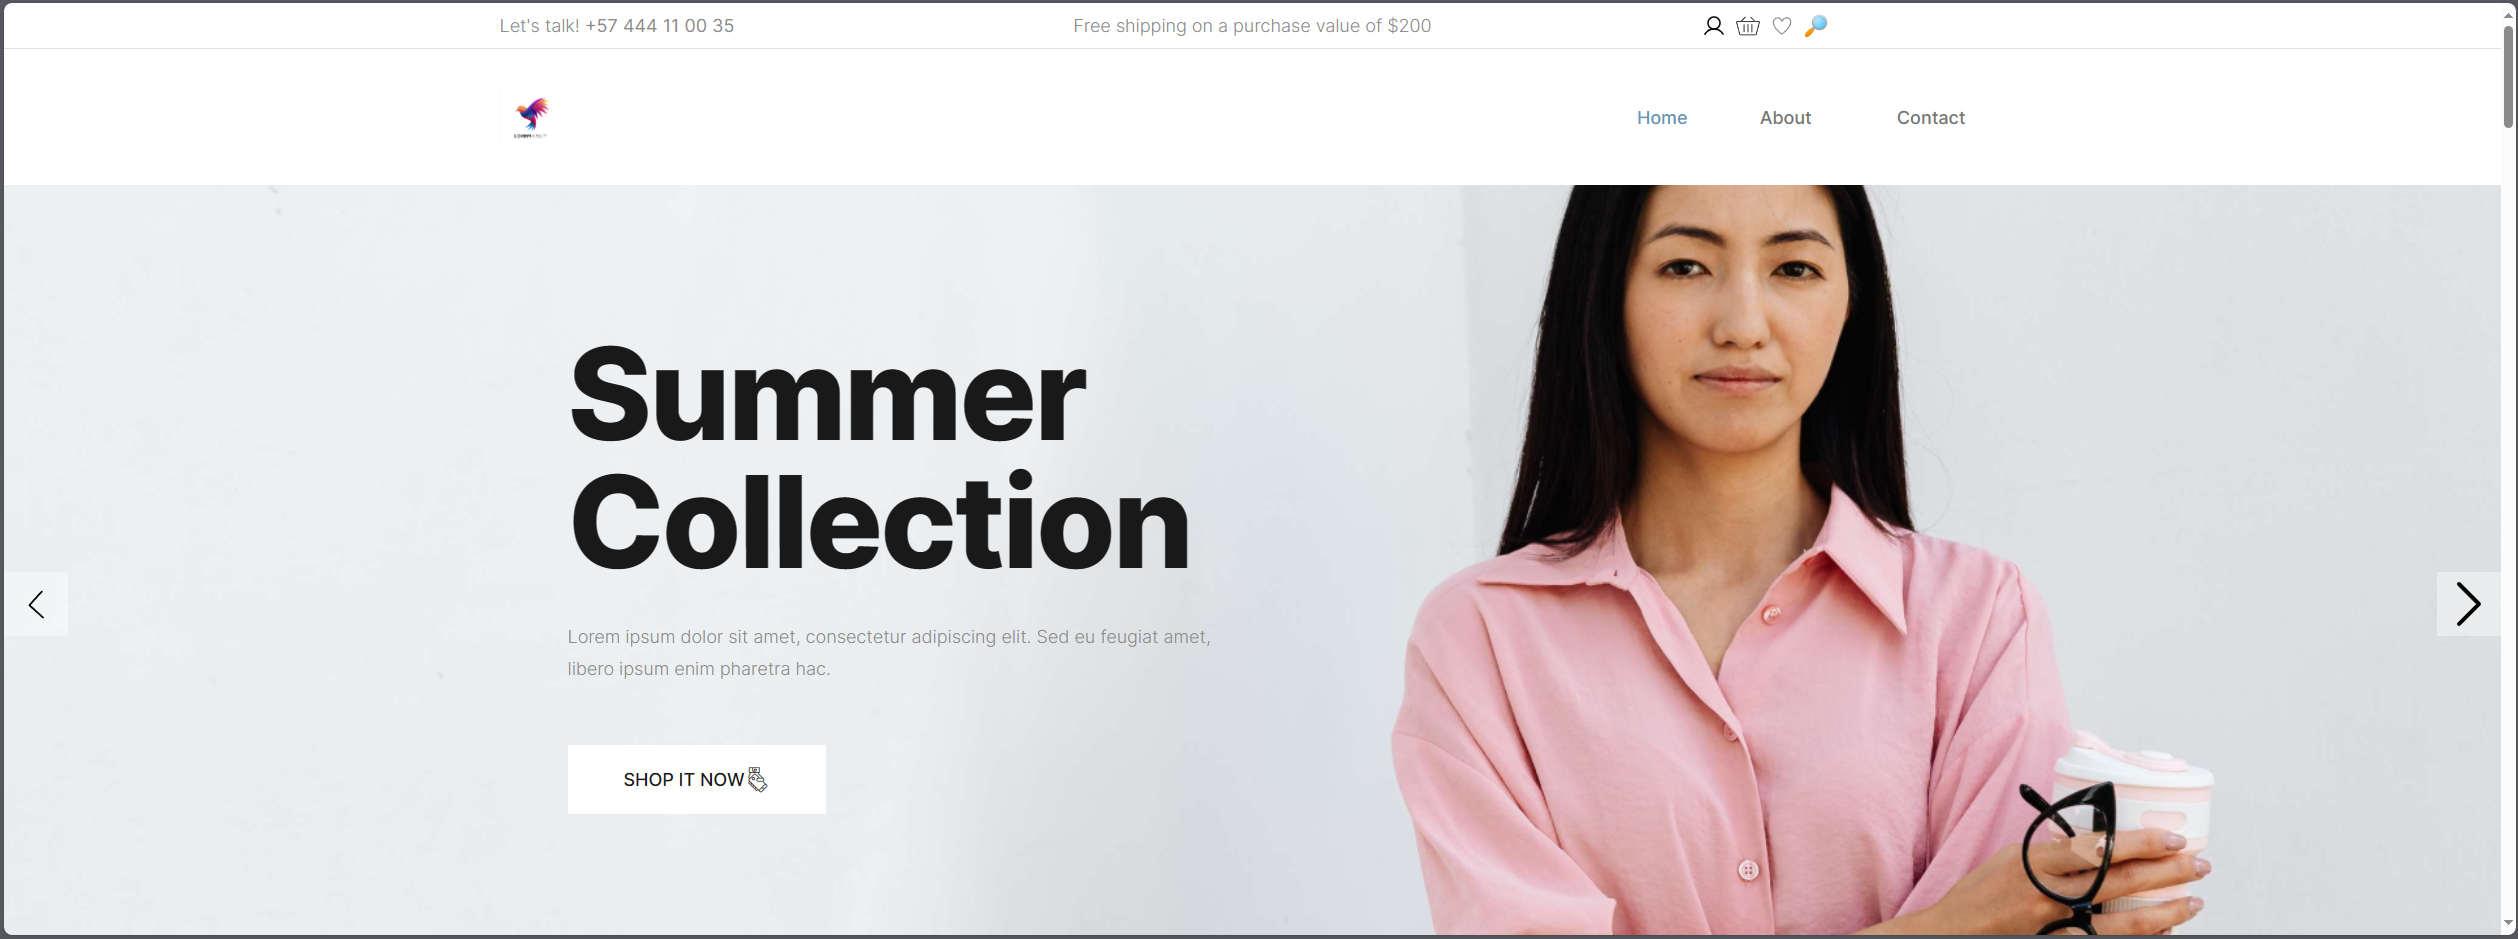 Let's talk! +57 444 11 00 35
Free shipping on a purchase value of $200
Home
About
Contact
Summer
Collection
Lorem ipsum dolor sit amet, consectetur adipiscing elit. Sed eu feugiat amet,
libero ipsum enim pharetra hac.
SHOP IT NOW